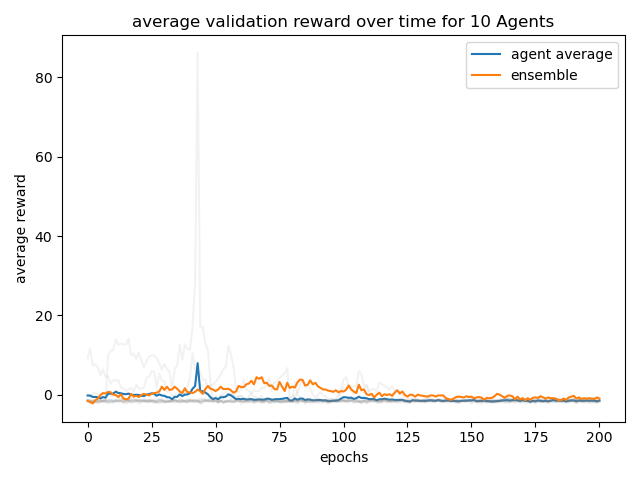 average validation reward over time for 10 Agents
agent average
ensemble
average reward
80
60
40
20
0
0
25
50
75
100
125
150
175
200
epochs